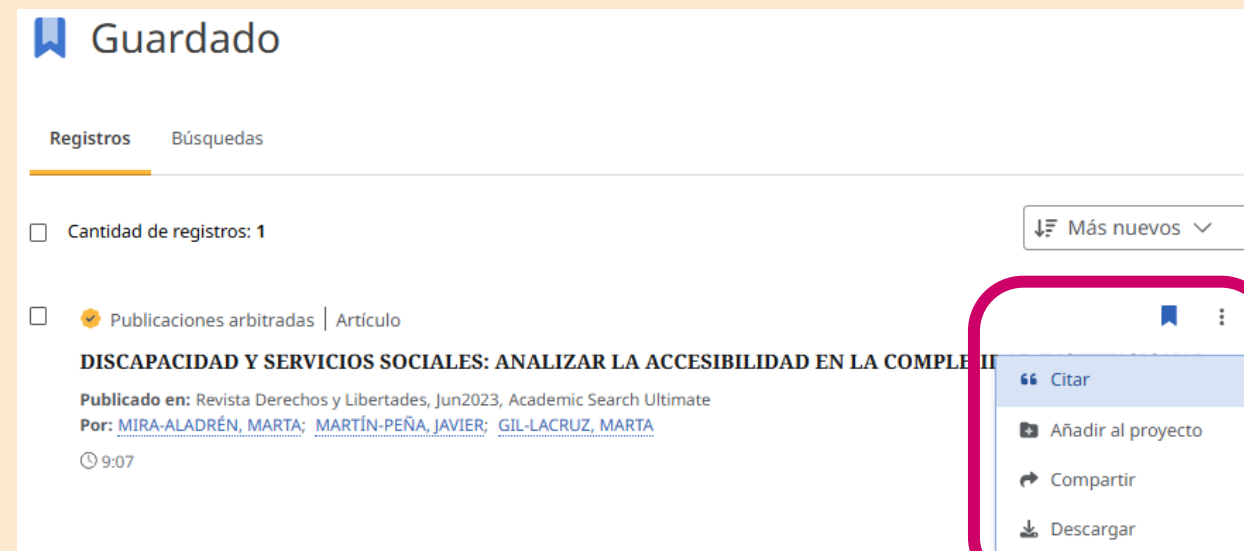 Guardado
Registros Búsquedas
Cantidad de registros: 1
Más nuevos
Publicaciones arbitradas | Artículo
DISCAPACIDAD Y SERVICIOS SOCIALES: ANALIZAR LA ACCESIBILIDAD EN LA
Publicado en: Revista Derechos y Libertades, Jun2023, Academic Search Ultimate
Por: MIRA-ALADRÉN, MARTA; MARTÍN-PEÑA, JAVIER; GIL-LACRUZ, MARTA
9:07
Citar
Añadir al proyecto
Compartir
Descargar